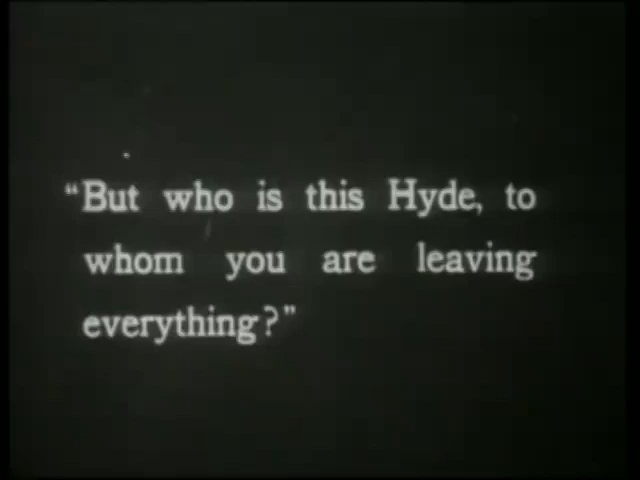 “But who is this Hyde, to
whom you are leaving
everything?”